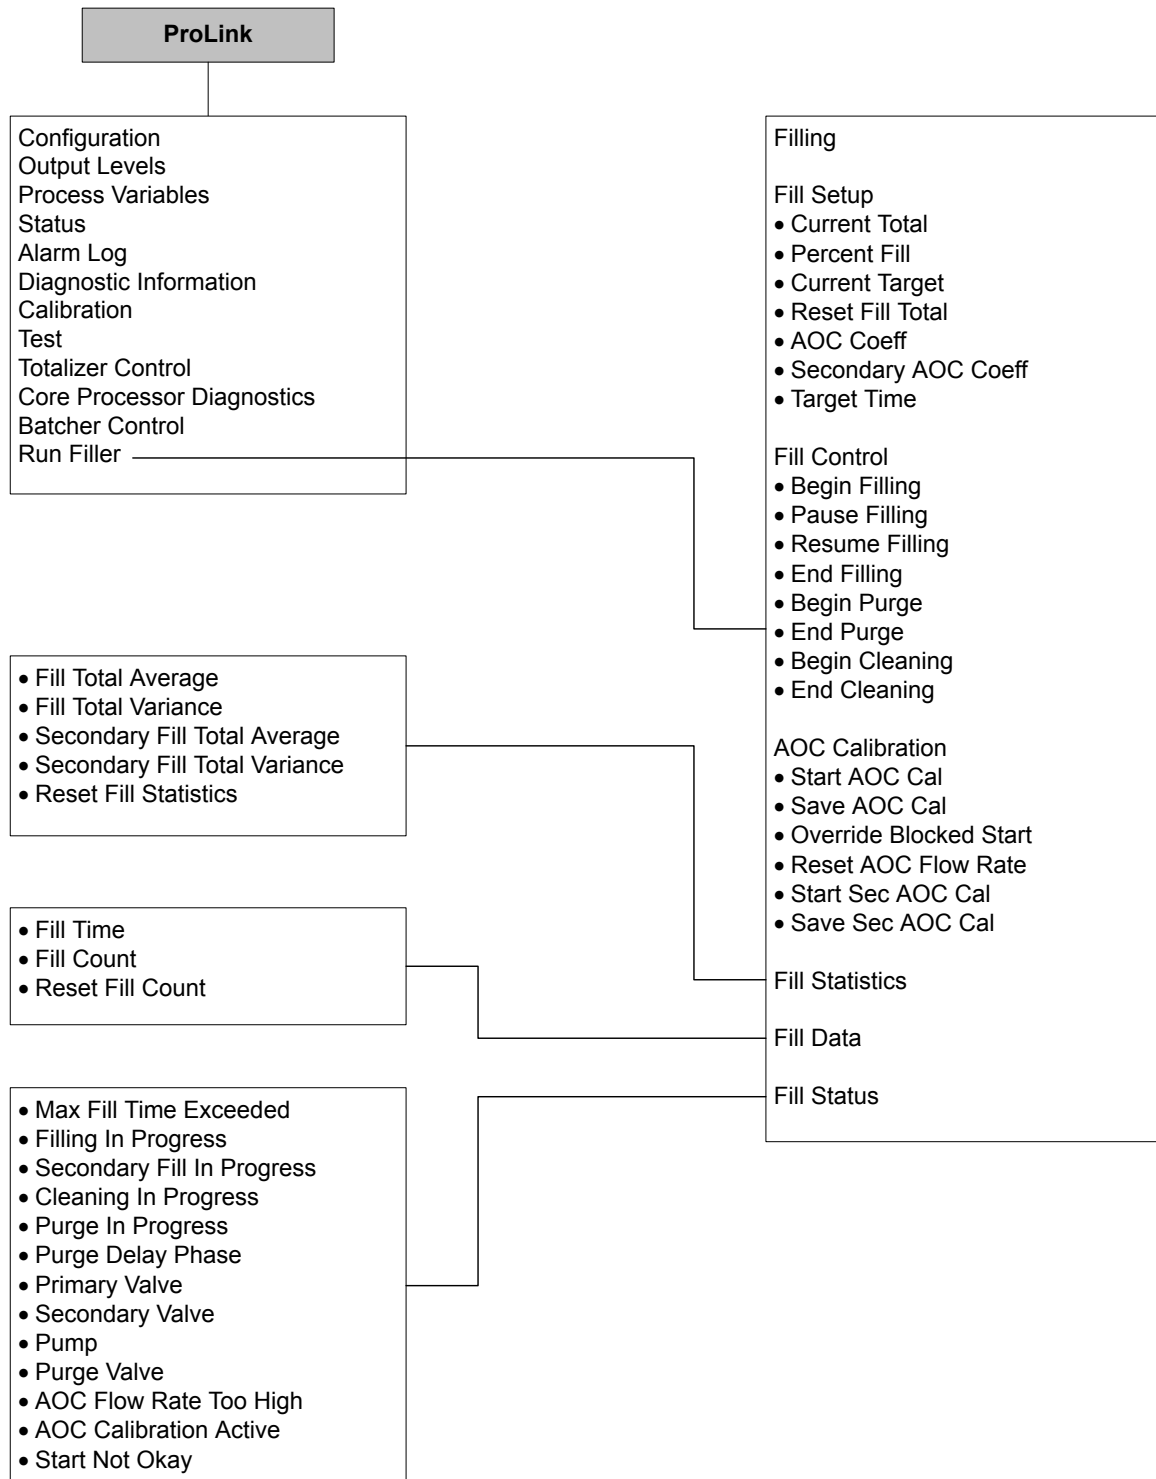 ProLink
Configuration
Output Levels
Process Variables
Status
Alarm Log
Diagnostic Information
Calibration
Test
Totalizer Control
Core Processor Diagnostics
Batcher Control
Run Filler
Filling
Fill Setup
• Current Total
• Percent Fill
• Current Target
• Reset Fill Total
• AOC Coeff
• Secondary AOC Coeff
• Target Time
Fill Control
• Begin Filling
• Pause Filling
• Resume Filling
• End Filling
• Begin Purge
• End Purge
• Begin Cleaning
• End Cleaning
AOC Calibration
• Start AOC Cal
• Save AOC Cal
• Override Blocked Start
• Reset AOC Flow Rate
• Start Sec AOC Cal
• Save Sec AOC Cal
Fill Statistics
Fill Data
Fill Status
• Fill Total Average
• Fill Total Variance
• Secondary Fill Total Average
• Secondary Fill Total Variance
• Reset Fill Statistics
• Fill Time
• Fill Count
• Reset Fill Count
• Max Fill Time Exceeded
• Filling In Progress
• Secondary Fill In Progress
• Cleaning In Progress
• Purge In Progress
• Purge Delay Phase
• Primary Valve
• Secondary Valve
• Pump
• Purge Valve
• AOC Flow Rate Too High
• AOC Calibration Active
• Start Not Okay